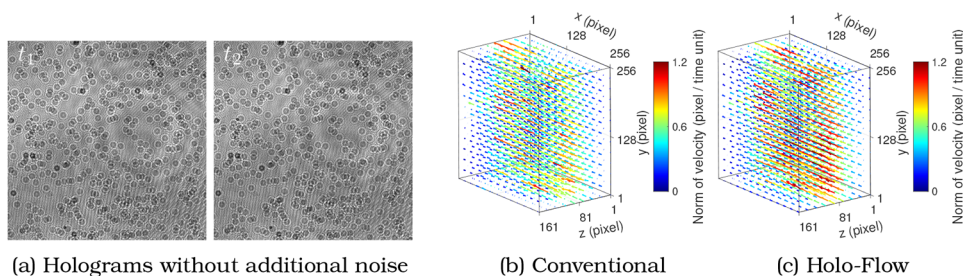 t1
t2
(a) Holograms without additional noise
1
x (pixel)
128
256
256
128
y (pixel)
1
1
81
161
z (pixel)
1.2
0.6
0
Norm of velocity (pixel / time unit)
(b) Conventional
1
x (pixel)
128
256
256
128
y (pixel)
1
1
81
161
z (pixel)
1.2
0.6
0
Norm of velocity (pixel / time unit)
(c) Holo-Flow